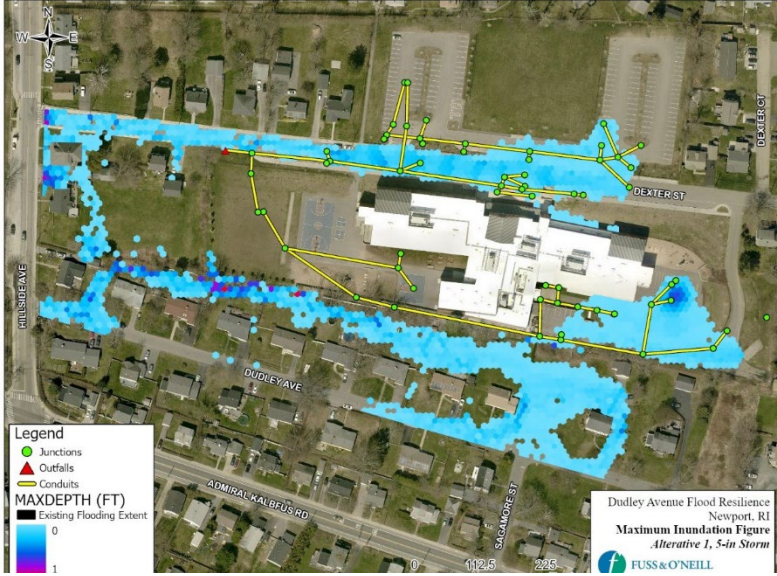 N
W E
S
HILLSIDE AVE
DEXTER CT
DEXTER ST
DUDLEY AVE
ADMIRAL KALBFUS RD
SAGAMORE ST
Legend
Junctions
Outfalls
Conduits
MAXDEPTH (FT)
Existing Flooding Extent
0
1
0 112.5 225
Dudley Avenue Flood Resilience
Newport, RI
Maximum Inundation Figure
Alterative 1, 5-in Storm
f FUSS & O'NEILL